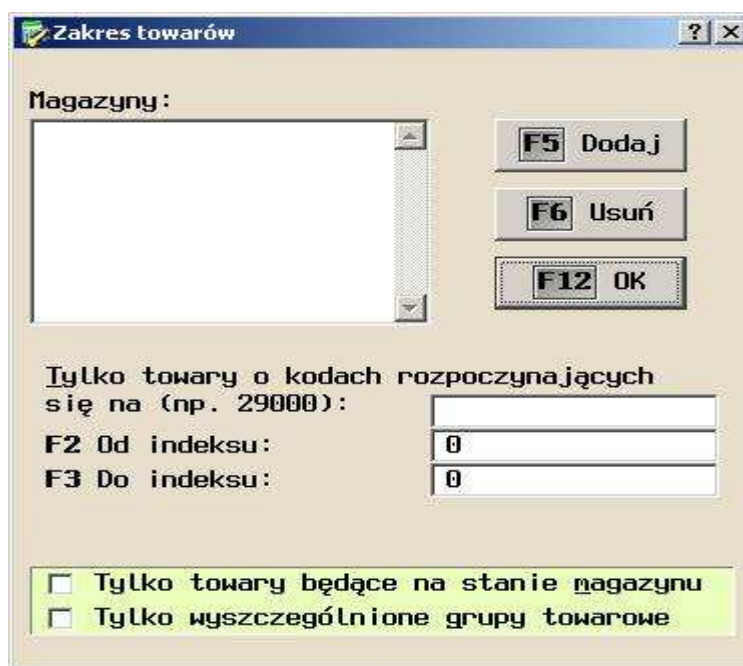 Zakres towarów
Magazyny:
F5 Dodaj
F6 Usuń
F12 OK
Tylko towary o kodach rozpoczynających
się na (np. 29000):
F2 Od indeksu: 0
F3 Do indeksu: 0
Tylko towary będące na stanie magazynu
Tylko wyszczególnione grupy towarowe